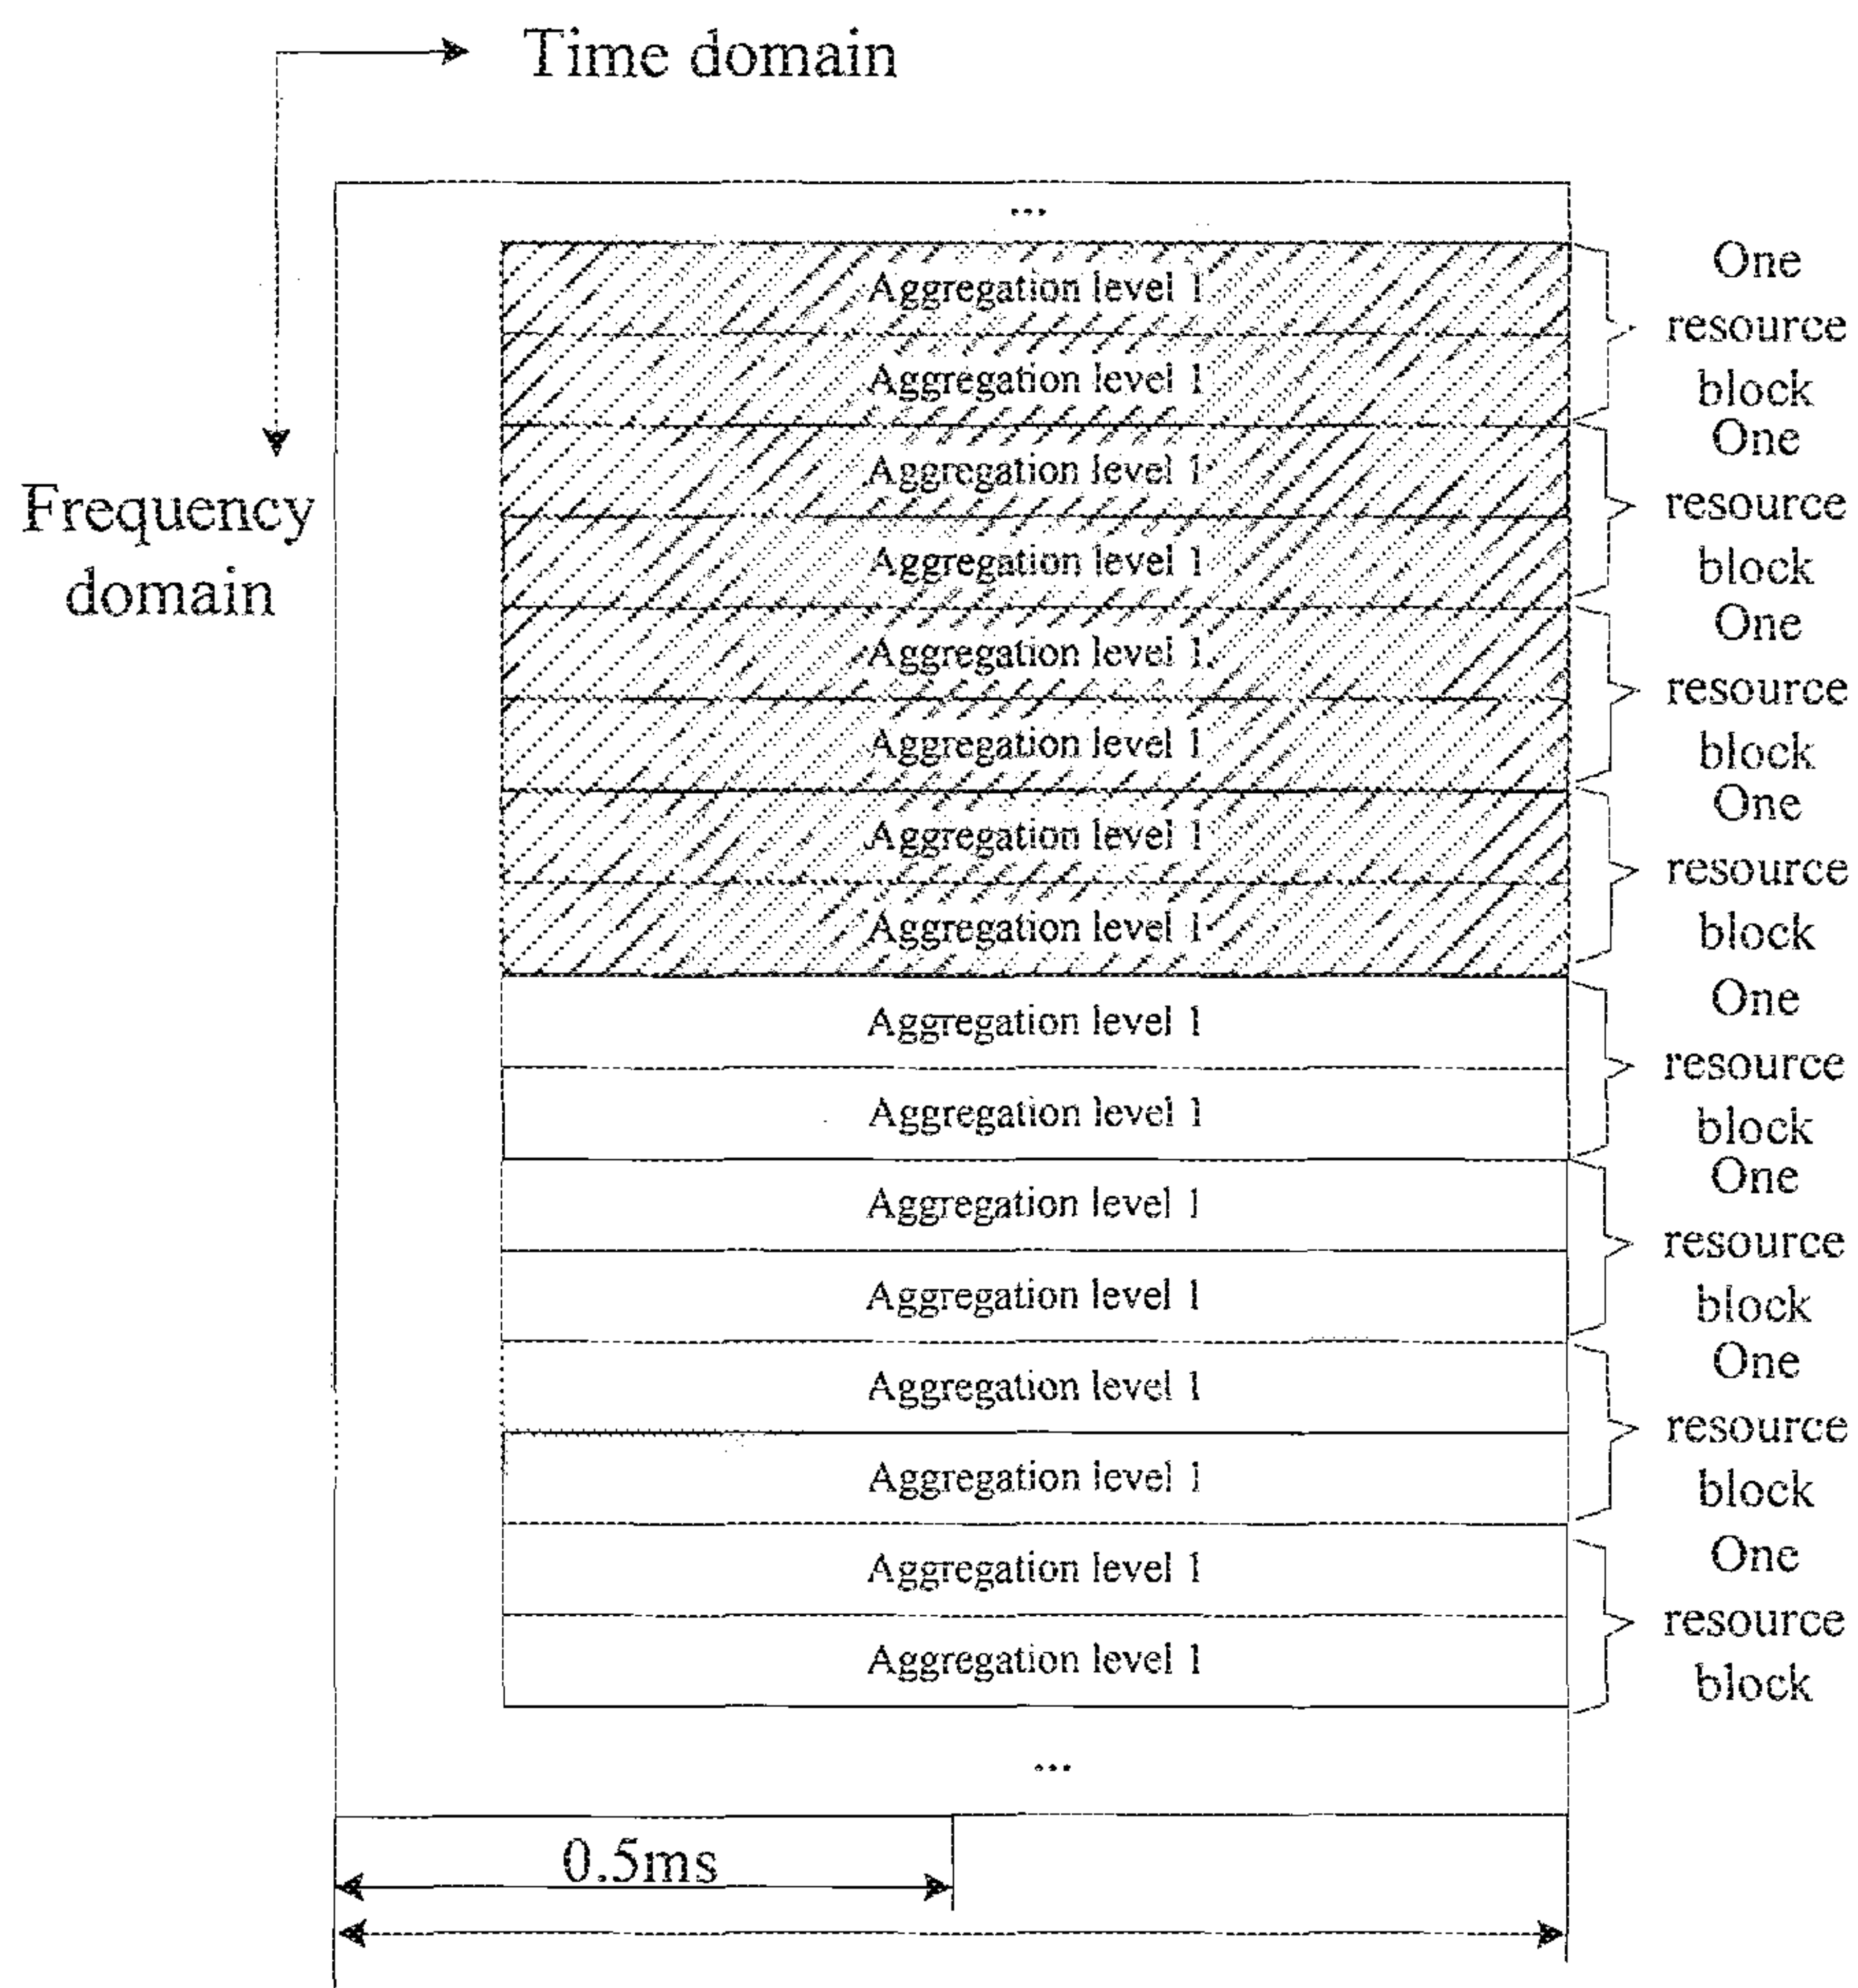 Time domain
Frequency
domain
...
Aggregation level 1
Aggregation level 1
One
resource
block
Aggregation level 1
Aggregation level 1
One
resource
block
Aggregation level 1
Aggregation level 1
One
resource
block
Aggregation level 1
Aggregation level 1
One
resource
block
Aggregation level 1
Aggregation level 1
One
resource
block
Aggregation level 1
Aggregation level 1
One
resource
block
Aggregation level 1
Aggregation level 1
One
resource
block
Aggregation level 1
Aggregation level 1
One
resource
block
...
0.5ms